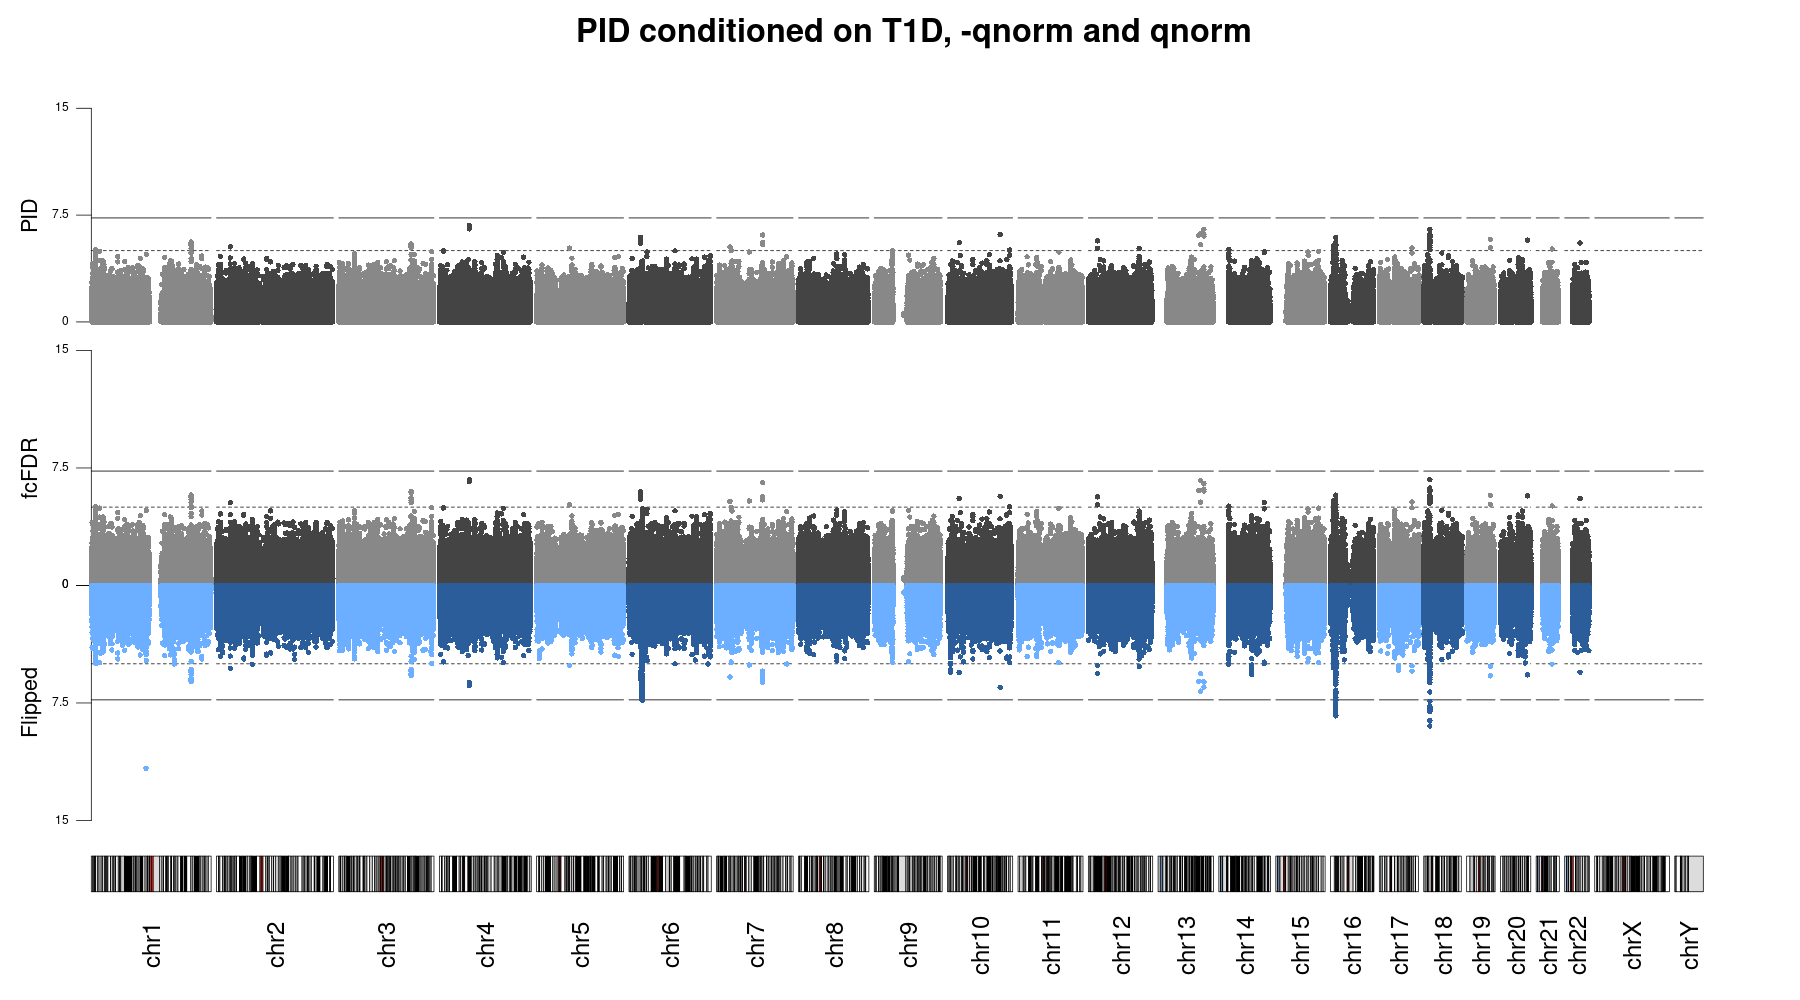 PID conditioned on T1D, -qnorm and qnorm
15
PID
7.5
0
15
fcFDR
7.5
0
Flipped
7.5
15
chr1 chr2 chr3 chr4 chr5 chr6 chr7 chr8 chr9 chr10 chr11 chr12 chr13 chr14 chr15 chr16 chr17 chr18 chr19 chr20 chr21 chr22 chrX chrY